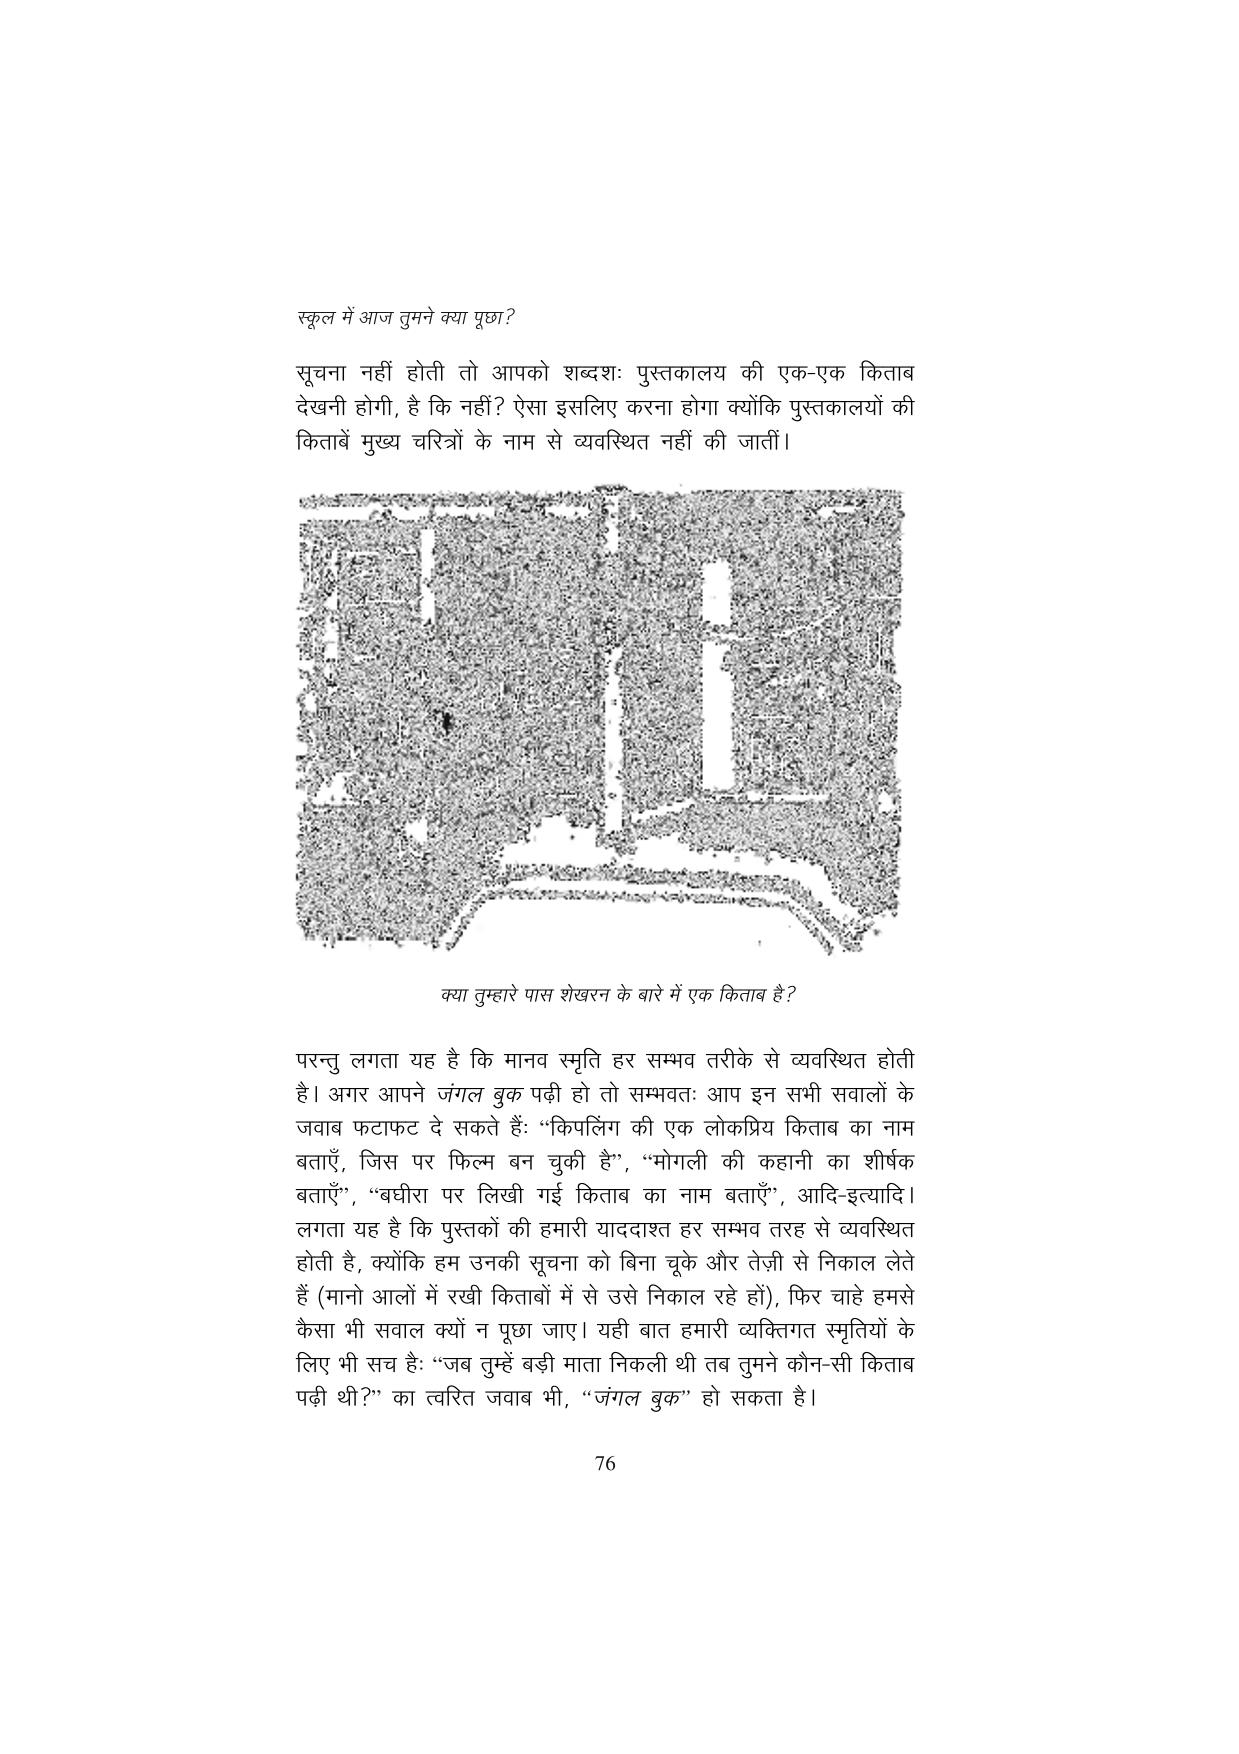 स्कूल में आज तुमने क्या पूछा?
सूचना नहीं होती तो आपको शब्दशः पुस्तकालय की एक-एक किताब
देखनी होगी, है कि नहीं? ऐसा इसलिए करना होगा क्योंकि पुस्तकालयों की
किताबें मुख्य चरित्रों के नाम से व्यवस्थित नहीं की जातीं।
क्या तुम्हारे पास शेखरन के बारे में एक किताब है?
परन्तु लगता यह है कि मानव स्मृति हर सम्भव तरीके से व्यवस्थित होती
है। अगर आपने जंगल बुक पढ़ी हो तो सम्भवतः आप इन सभी सवालों के
जवाब फटाफट दे सकते हैंः “किपलिंग की एक लोकप्रिय किताब का नाम
बताएँ, जिस पर फिल्म बन चुकी है”, “मोगली की कहानी का शीर्षक
बताएँ”, “बघीरा पर लिखी गई किताब का नाम बताएँ”, आदि-इत्यादि।
लगता यह है कि पुस्तकों की हमारी याददाश्त हर सम्भव तरह से व्यवस्थित
होती है, क्योंकि हम उनकी सूचना को बिना चूके और तेज़ी से निकाल लेते
हैं (मानो आलों में रखी किताबों में से उसे निकाल रहे हों), फिर चाहे हमसे
कैसा भी सवाल क्यों न पूछा जाए। यही बात हमारी व्यक्तिगत स्मृतियों के
लिए भी सच हैः “जब तुम्हें बड़ी माता निकली थी तब तुमने कौन-सी किताब
पढ़ी थी?” का त्वरित जवाब भी, “जंगल बुक” हो सकता है।
76